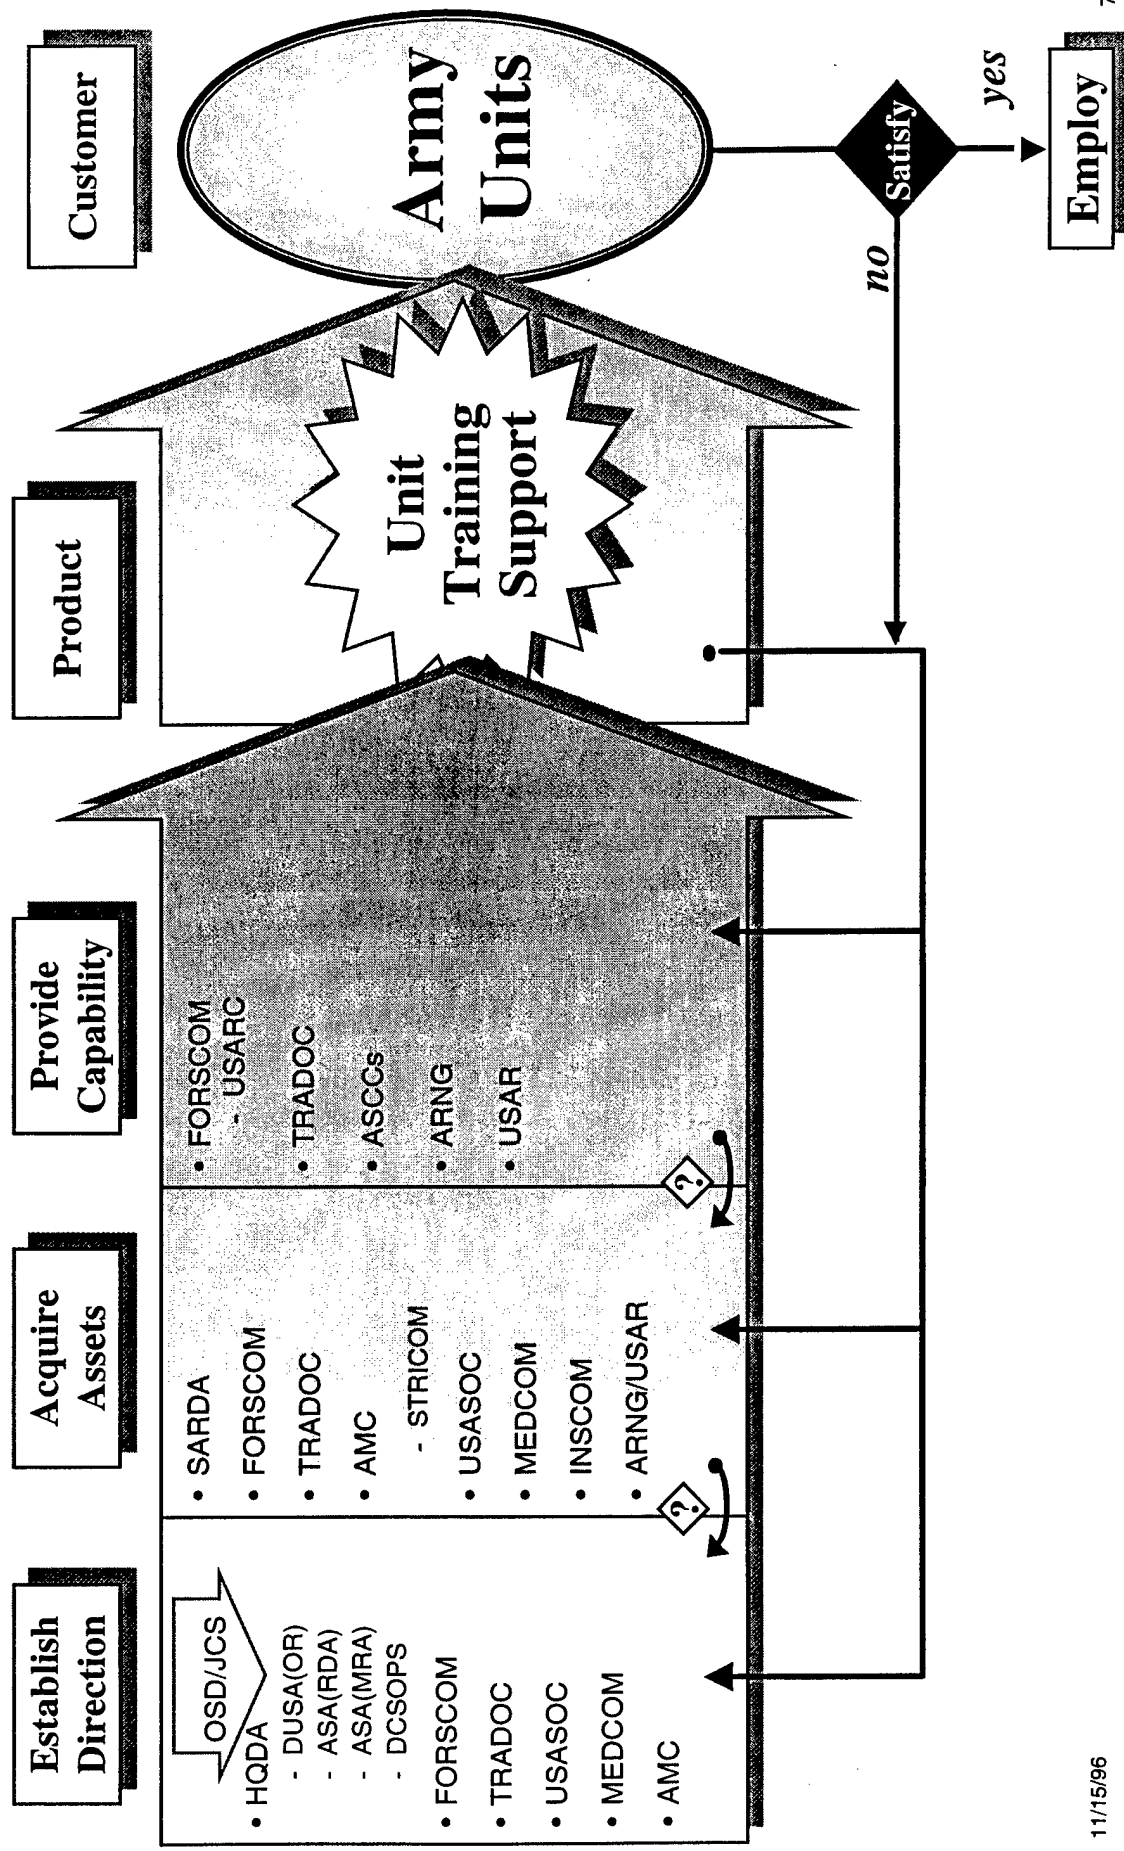 Establish
Direction
Acquire
Assets
Provide
Capability
Product
Customer
OSD/JCS
• HQDA
- DUSA(OR)
- ASA(RDA)
- ASA(MRA)
- DCSOPS
• FORSCOM
• TRADOC
• USASOC
• MEDCOM
• AMC
?
• SARDA
• FORSCOM
• TRADOC
• AMC
- STRICOM
• USASOC
• MEDCOM
• INSCOM
• ARNG/USAR
?
• FORSCOM
- USARC
• TRADOC
• ASCCs
• ARNG
• USAR
Unit
Training
Support
Army
Units
Satisfy
no
yes
Employ
11/15/96